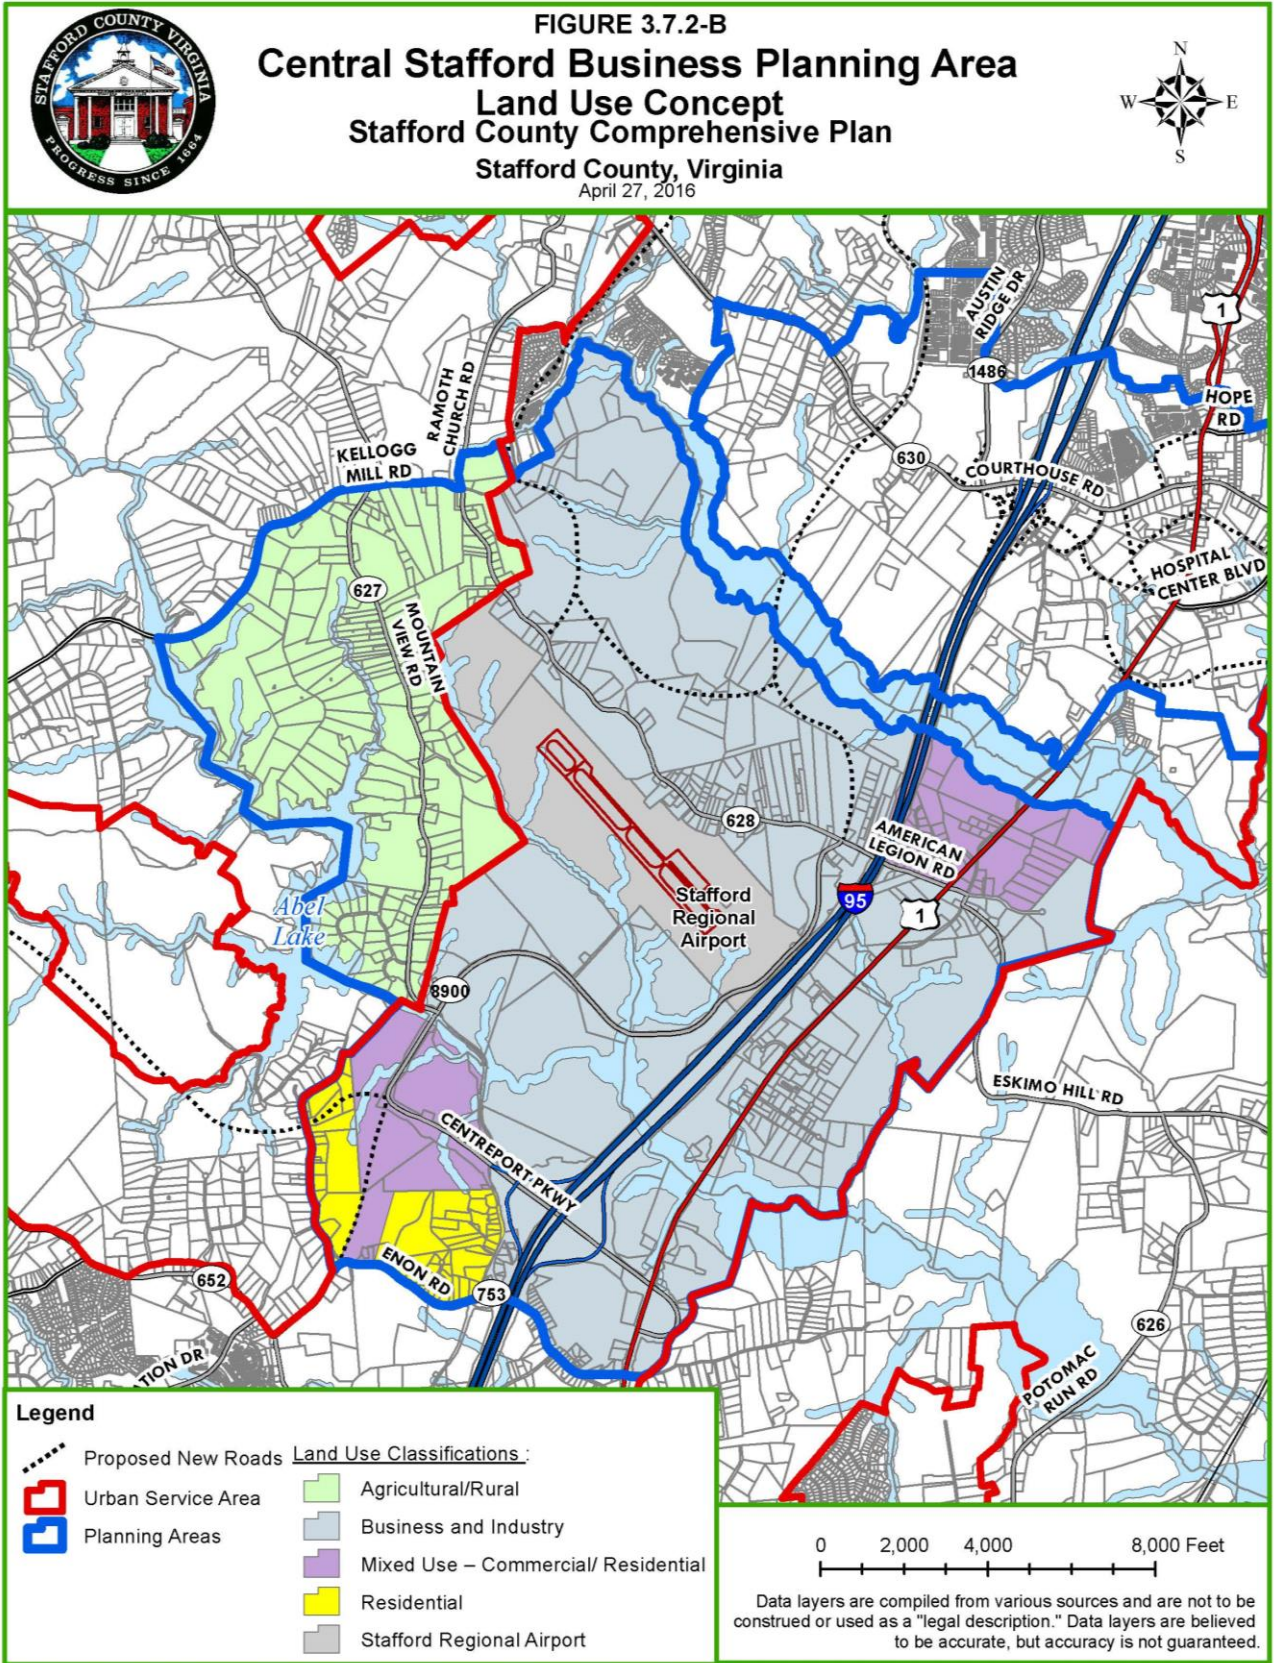 FIGURE 3.7.2-B
Central Stafford Business Planning Area
Land Use Concept
Stafford County Comprehensive Plan
Stafford County, Virginia
April 27, 2016
STAFFORD COUNTY VIRGINIA
PROGRESS SINCE 1664
N
W
E
S
AUSTIN
RIDGE DR
1
1486
RAMOTH
CHURCH RD
HOPE
RD
KELLOGG
MILL RD
630
COURTHOUSE RD
HOSPITAL
CENTER BLVD
627
MOUNTAIN
VIEW RD
628
AMERICAN
LEGION RD
95
1
Stafford
Regional
Airport
Abel
Lake
8900
ESKIMO HILL RD
CENTREPORT PKWY
ENON RD
753
652
626
POTOMAC
RUN RD
ATION DR
Legend
Proposed New Roads
Urban Service Area
Planning Areas
Land Use Classifications :
Agricultural/Rural
Business and Industry
Mixed Use – Commercial/ Residential
Residential
Stafford Regional Airport
0 2,000 4,000 8,000 Feet
Data layers are compiled from various sources and are not to be
construed or used as a "legal description." Data layers are believed
to be accurate, but accuracy is not guaranteed.